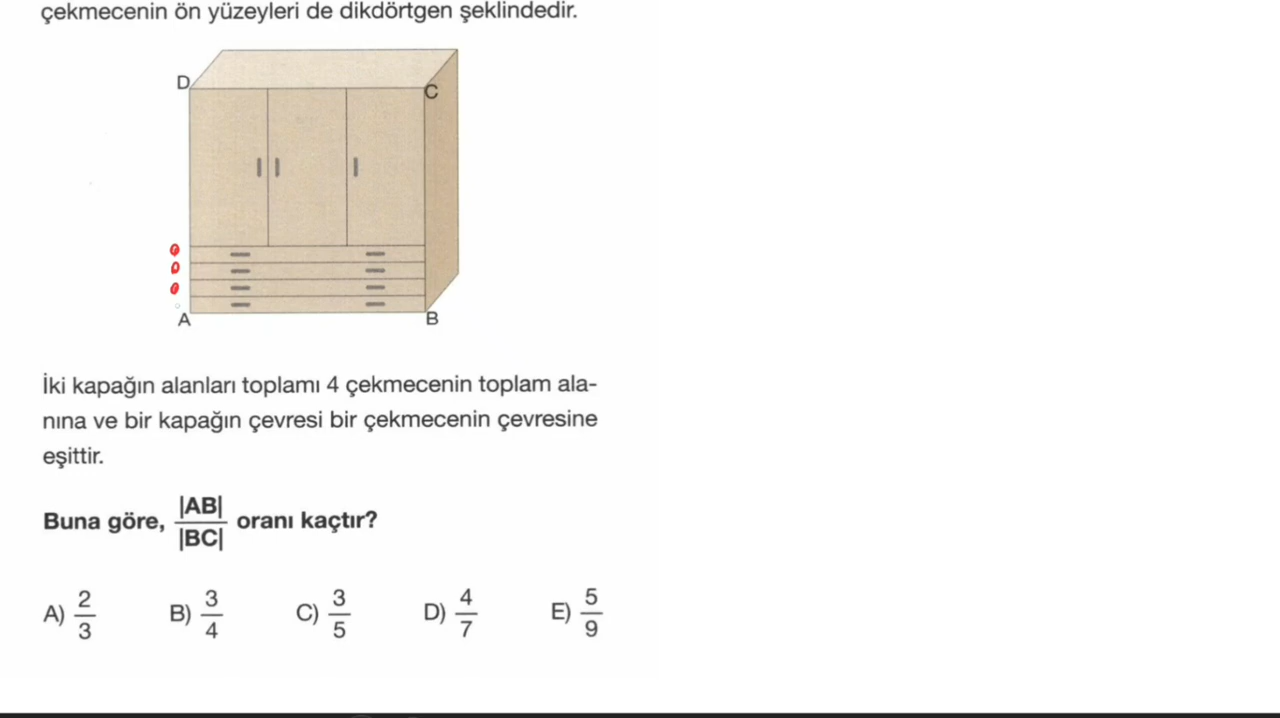 çekmecenin ön yüzeyleri de dikdörtgen şeklindedir.
D
C
A
B
İki kapağın alanları toplamı 4 çekmecenin toplam ala-
nına ve bir kapağın çevresi bir çekmecenin çevresine
eşittir.
Buna göre, |AB| / |BC| oranı kaçtır?
A) 2/3 B) 3/4 C) 3/5 D) 4/7 E) 5/9